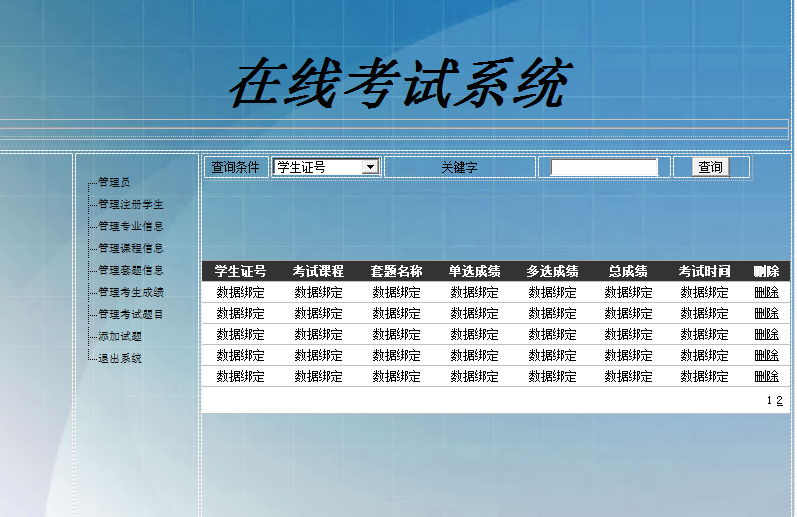 在线考试系统
查询条件 学生证号 关键字 查询
管理员
管理注册学生
管理专业信息
管理课程信息
管理套题信息
管理考生成绩
管理考试题目
添加试题
退出系统
学生证号 考试课程 套题名称 单选成绩 多选成绩 总成绩 考试时间 删除
数据绑定 数据绑定 数据绑定 数据绑定 数据绑定 数据绑定 数据绑定 删除
数据绑定 数据绑定 数据绑定 数据绑定 数据绑定 数据绑定 数据绑定 删除
数据绑定 数据绑定 数据绑定 数据绑定 数据绑定 数据绑定 数据绑定 删除
数据绑定 数据绑定 数据绑定 数据绑定 数据绑定 数据绑定 数据绑定 删除
数据绑定 数据绑定 数据绑定 数据绑定 数据绑定 数据绑定 数据绑定 删除
1 2